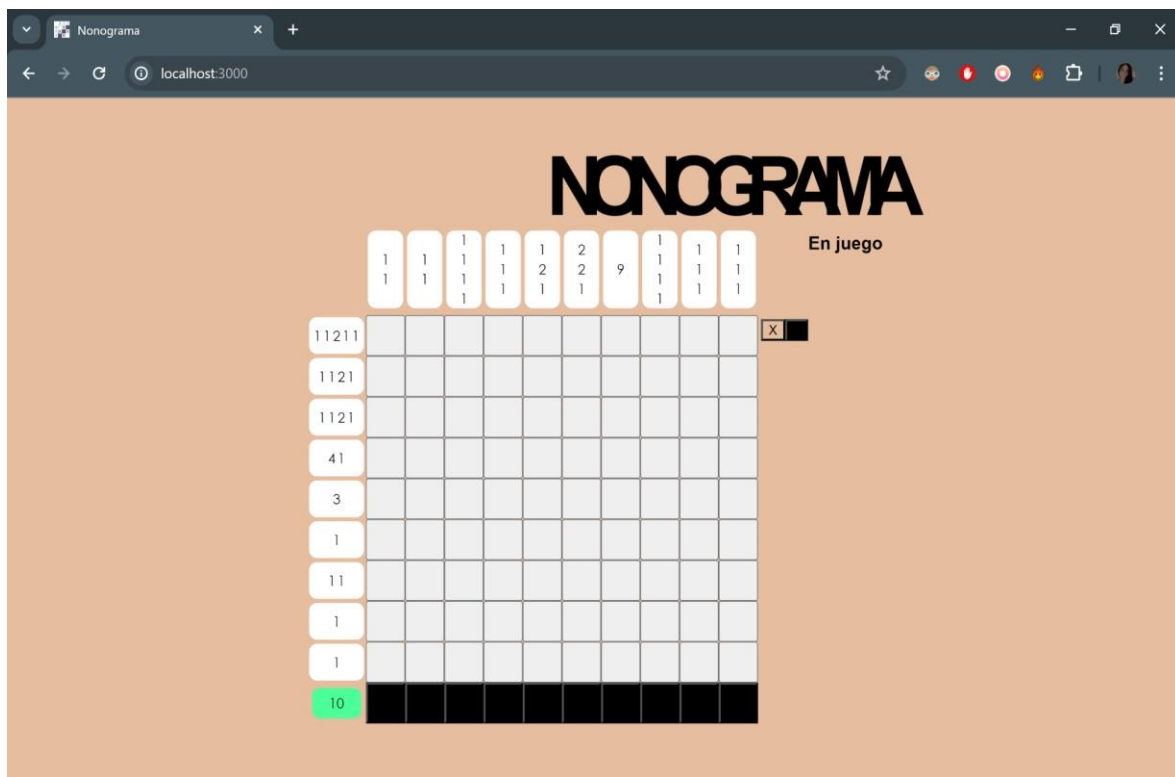 Nonograma
localhost:3000
NONOGRAMA
En juego
1 1 1 1 1 2 9 1 1 1
1 1 1 1 2 2 1 1 1
1 1 1 1 1 1 1
1 1
11211
X
1121
1121
41
3
1
11
1
1
10